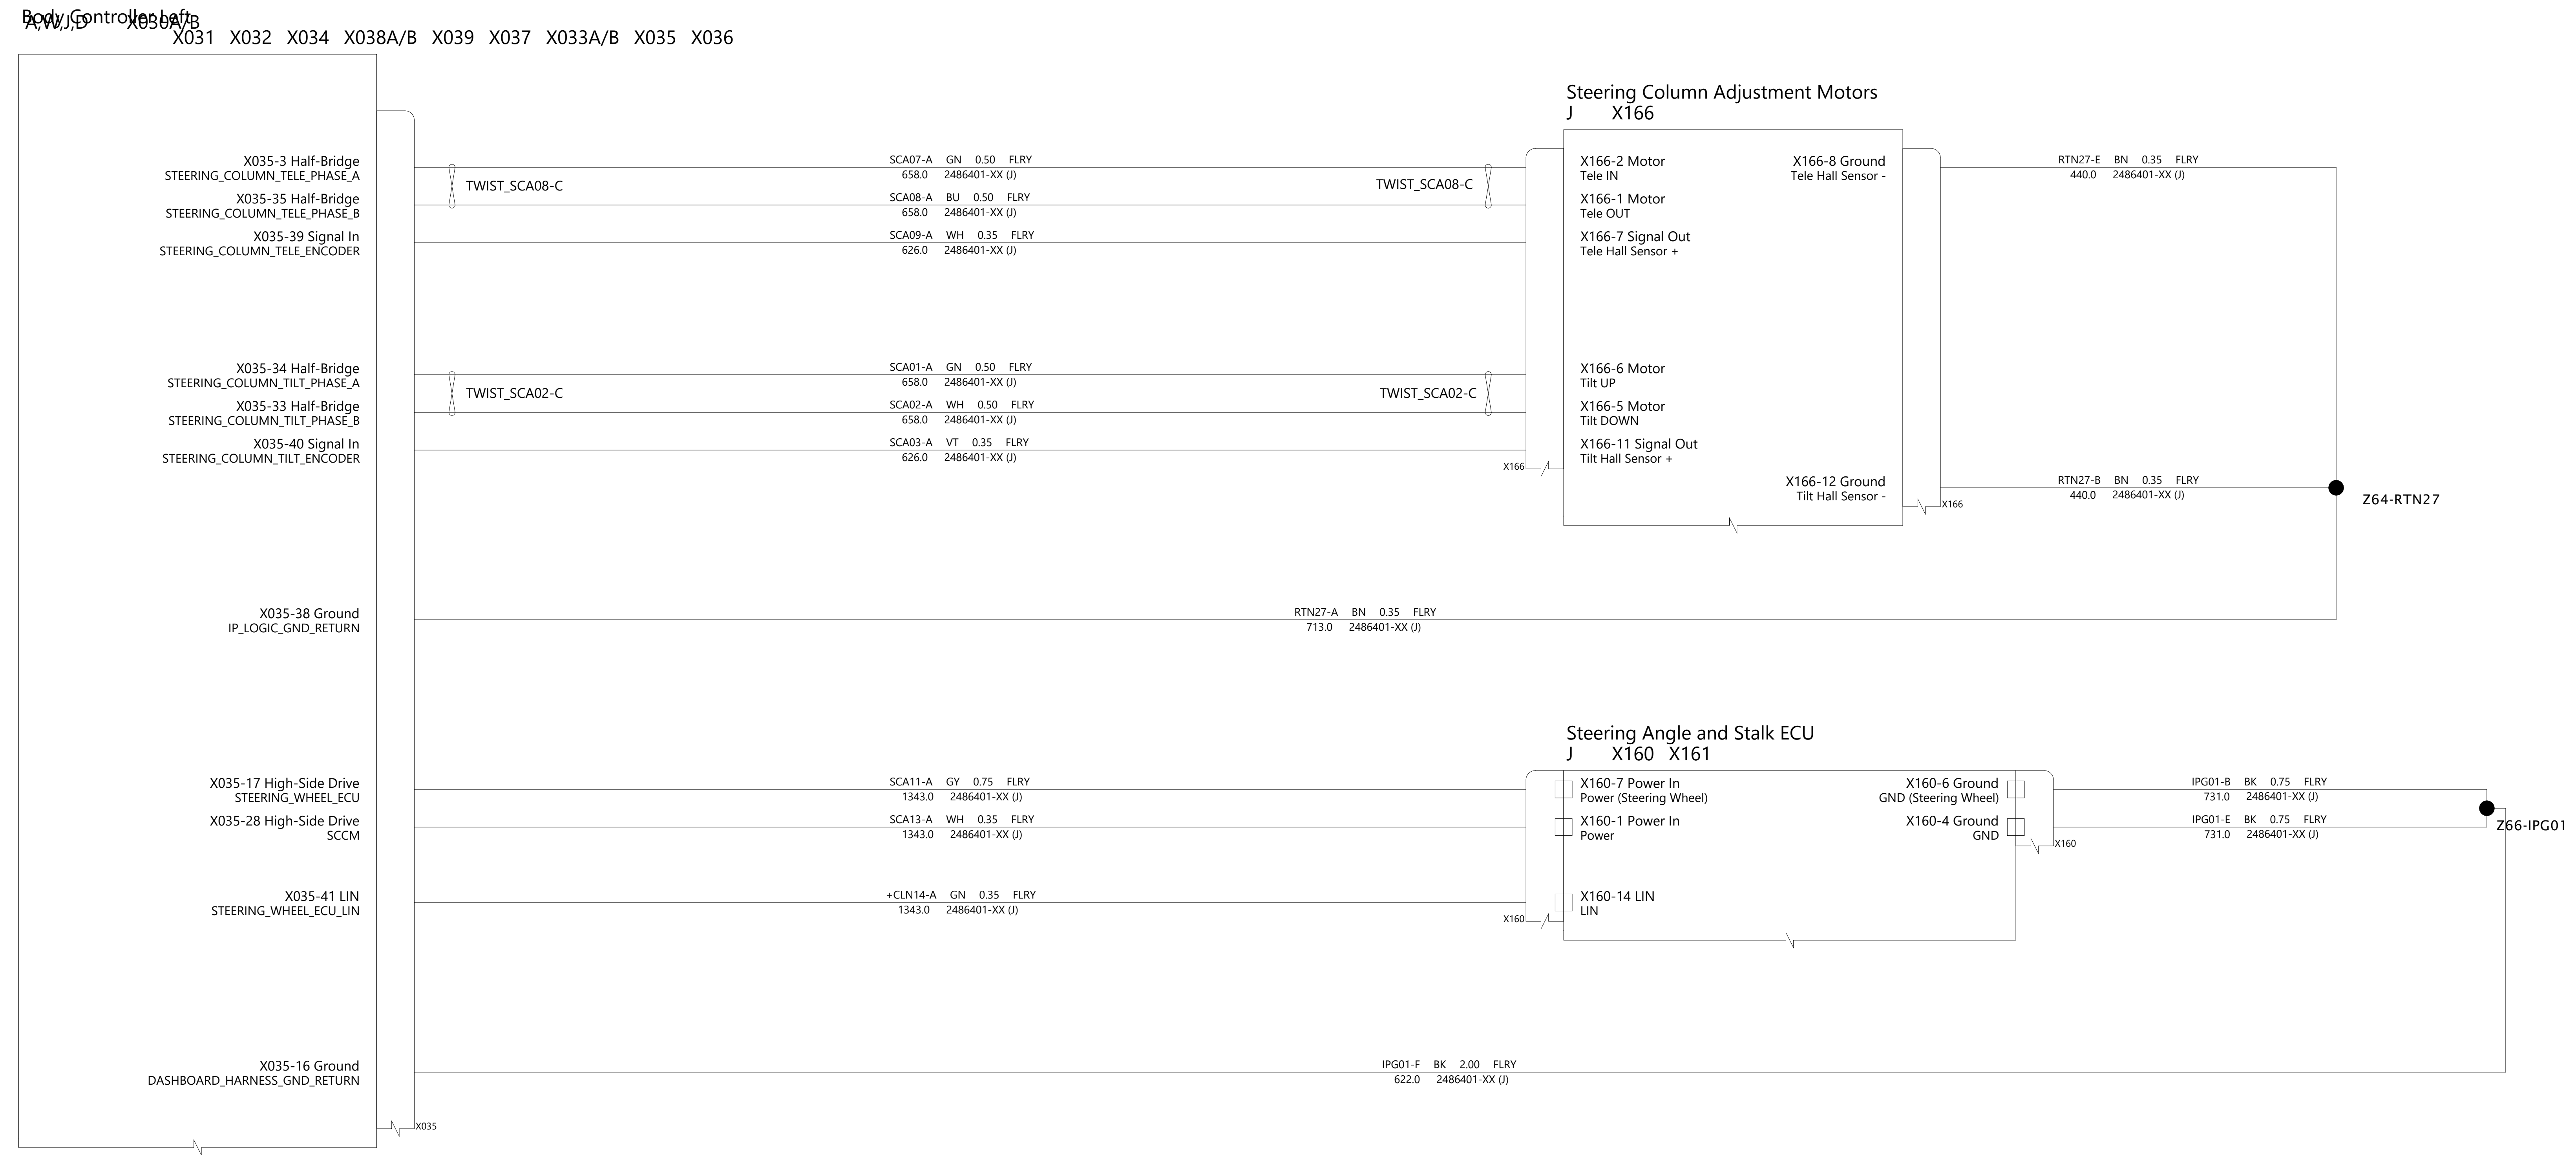 Body Controller Left
A,W,J,D X030A/B
X031 X032 X034 X038A/B X039 X037 X033A/B X035 X036
Steering Column Adjustment Motors
J X166
X035-3 Half-Bridge
STEERING_COLUMN_TELE_PHASE_A
X035-35 Half-Bridge
STEERING_COLUMN_TELE_PHASE_B
X035-39 Signal In
STEERING_COLUMN_TELE_ENCODER
TWIST_SCA08-C
SCA07-A GN 0.50 FLRY
658.0 2486401-XX (J)
SCA08-A BU 0.50 FLRY
658.0 2486401-XX (J)
SCA09-A WH 0.35 FLRY
626.0 2486401-XX (J)
TWIST_SCA08-C
X166-2 Motor
Tele IN
X166-1 Motor
Tele OUT
X166-7 Signal Out
Tele Hall Sensor +
X166-8 Ground
Tele Hall Sensor -
RTN27-E BN 0.35 FLRY
440.0 2486401-XX (J)
X035-34 Half-Bridge
STEERING_COLUMN_TILT_PHASE_A
X035-33 Half-Bridge
STEERING_COLUMN_TILT_PHASE_B
X035-40 Signal In
STEERING_COLUMN_TILT_ENCODER
TWIST_SCA02-C
SCA01-A GN 0.50 FLRY
658.0 2486401-XX (J)
SCA02-A WH 0.50 FLRY
658.0 2486401-XX (J)
SCA03-A VT 0.35 FLRY
626.0 2486401-XX (J)
TWIST_SCA02-C
X166-6 Motor
Tilt UP
X166-5 Motor
Tilt DOWN
X166-11 Signal Out
Tilt Hall Sensor +
X166
X166-12 Ground
Tilt Hall Sensor -
X166
RTN27-B BN 0.35 FLRY
440.0 2486401-XX (J)
Z64-RTN27
X035-38 Ground
IP_LOGIC_GND_RETURN
RTN27-A BN 0.35 FLRY
713.0 2486401-XX (J)
Steering Angle and Stalk ECU
J X160 X161
X035-17 High-Side Drive
STEERING_WHEEL_ECU
X035-28 High-Side Drive
SCCM
SCA11-A GY 0.75 FLRY
1343.0 2486401-XX (J)
SCA13-A WH 0.35 FLRY
1343.0 2486401-XX (J)
X160-7 Power In
Power (Steering Wheel)
X160-1 Power In
Power
X160-6 Ground
GND (Steering Wheel)
X160-4 Ground
GND
X160
IPG01-B BK 0.75 FLRY
731.0 2486401-XX (J)
IPG01-E BK 0.75 FLRY
731.0 2486401-XX (J)
Z66-IPG01
X035-41 LIN
STEERING_WHEEL_ECU_LIN
+CLN14-A GN 0.35 FLRY
1343.0 2486401-XX (J)
X160-14 LIN
LIN
X160
X035-16 Ground
DASHBOARD_HARNESS_GND_RETURN
IPG01-F BK 2.00 FLRY
622.0 2486401-XX (J)
X035